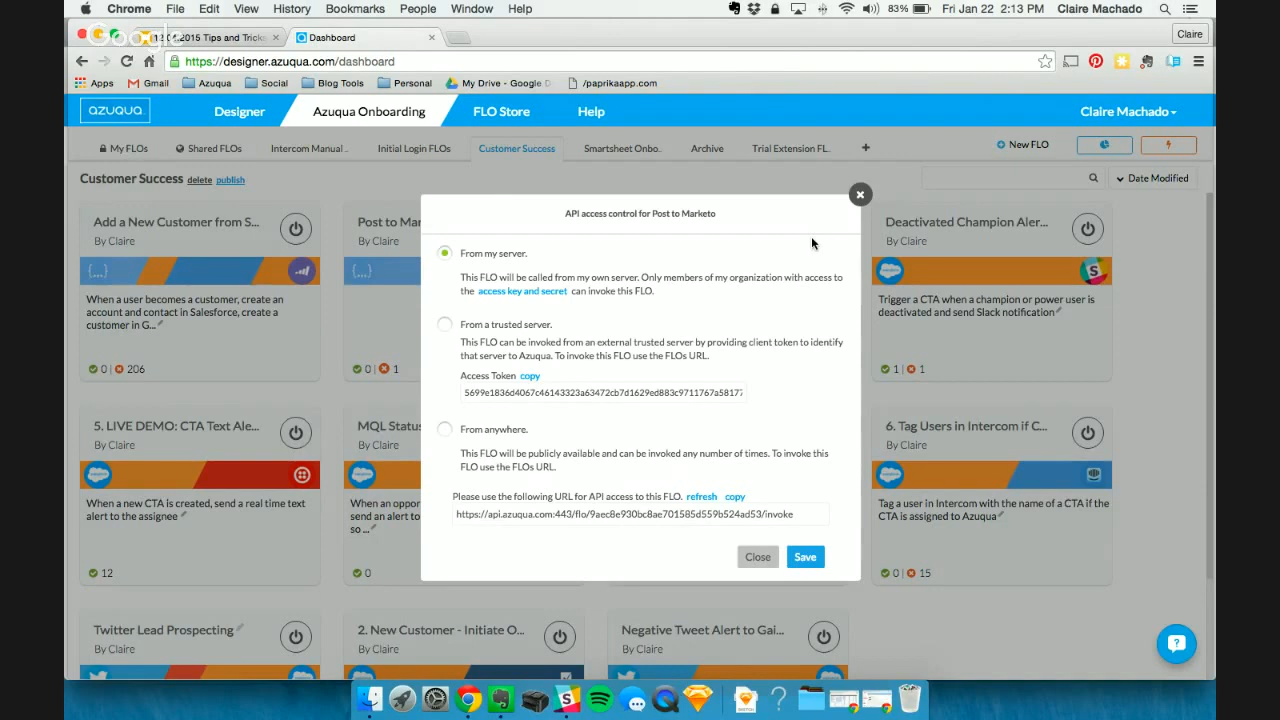 Chrome File Edit View History Bookmarks People Window Help
83% Fri Jan 22 2:13 PM Claire Machado
Google
2015 Tips and Tricks
Dashboard
Claire
https://designer.azuqua.com/dashboard
Apps Gmail Azuqua Social Blog Tools Personal My Drive - Google D /paprikaapp.com
azuqua Designer Azuqua Onboarding FLO Store Help Claire Machado
My FLOs Shared FLOs Intercom Manual .. Initial Login FLOs Customer Success Smartsheet Onbo.. Archive Trial Extension FL.. + New FLO
Customer Success delete publish
Date Modified
Add a New Customer from S...
By Claire
{...}
When a user becomes a customer, create an
account and contact in Salesforce, create a
customer in G...
0 | 206
Post to Mar
By Claire
{...}
0 | 1
API access control for Post to Marketo
From my server.
This FLO will be called from my own server. Only members of my organization with access to
the access key and secret can invoke this FLO.
From a trusted server.
This FLO can be invoked from an external trusted server by providing client token to identify
that server to Azuqua. To invoke this FLO use the FLOs URL.
Access Token copy
5699e1836d4067c46143323a63472cb7d1629ed883c9711767a58177
From anywhere.
This FLO will be publicly available and can be invoked any number of times. To invoke this
FLO use the FLOs URL.
Please use the following URL for API access to this FLO. refresh copy
https://api.azuqua.com:443/flo/9aec8e930bc8ae701585d559b524ad53/invoke
Close Save
Deactivated Champion Aler...
By Claire
Trigger a CTA when a champion or power user is
deactivated and send Slack notification
1 | 1
5. LIVE DEMO: CTA Text Ale...
By Claire
When a new CTA is created, send a real time text
alert to the assignee
12
MQL Status
By Claire
When an oppor
send an alert to
so ...
0
6. Tag Users in Intercom if C...
By Claire
Tag a user in Intercom with the name of a CTA if the
CTA is assigned to Azuqua
0 | 15
Twitter Lead Prospecting
By Claire
2. New Customer - Initiate O...
By Claire
Negative Tweet Alert to Gai...
By Claire